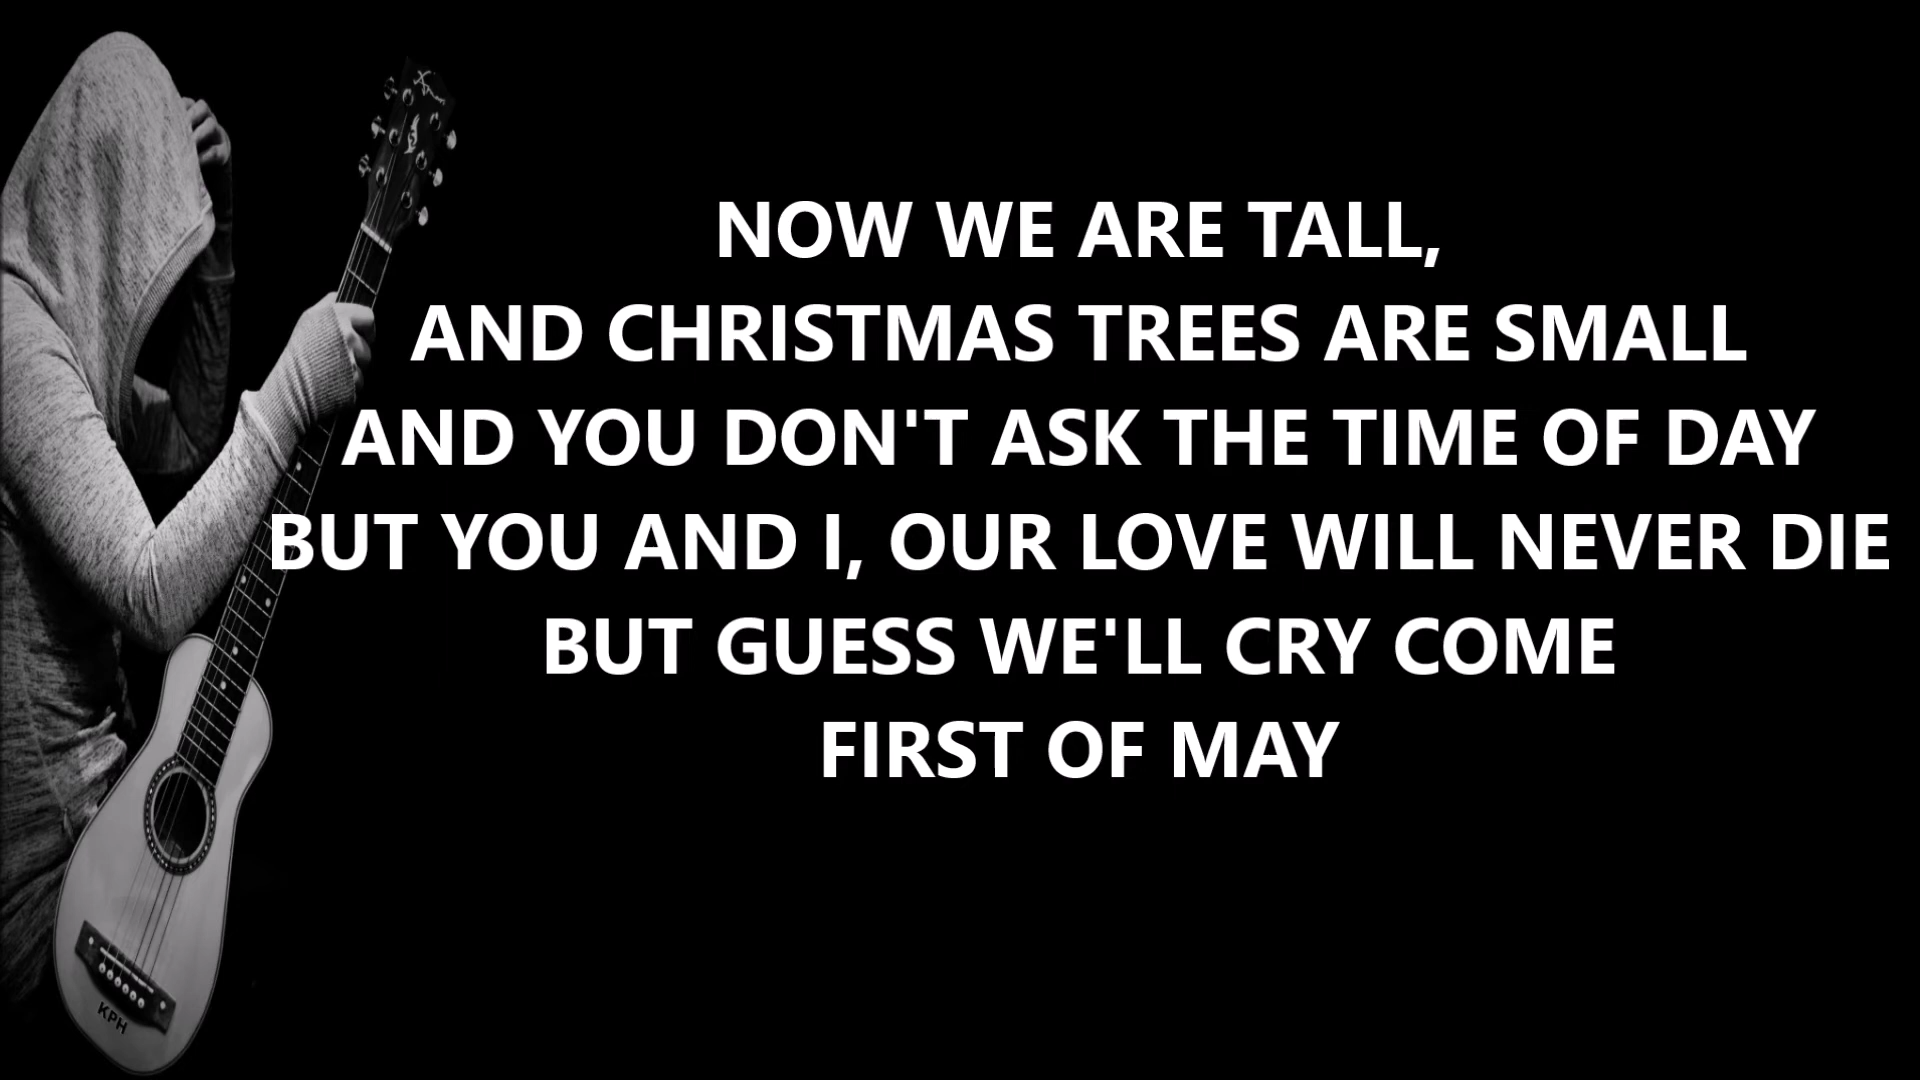 NOW WE ARE TALL,
AND CHRISTMAS TREES ARE SMALL
AND YOU DON'T ASK THE TIME OF DAY
BUT YOU AND I, OUR LOVE WILL NEVER DIE
BUT GUESS WE'LL CRY COME
FIRST OF MAY
KPH